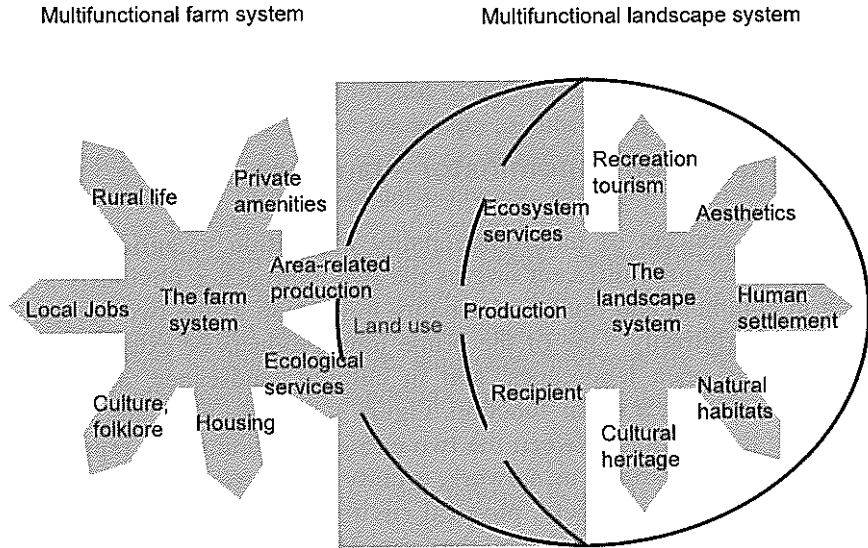 Multifunctional farm system
Multifunctional landscape system
Rural life
Private
amenities
Local Jobs
The farm
system
Area-related
production
Ecological
services
Culture,
folklore
Housing
Land use
Ecosystem
services
Production
Recipient
Recreation
tourism
Aesthetics
The
landscape
system
Human
settlement
Natural
habitats
Cultural
heritage